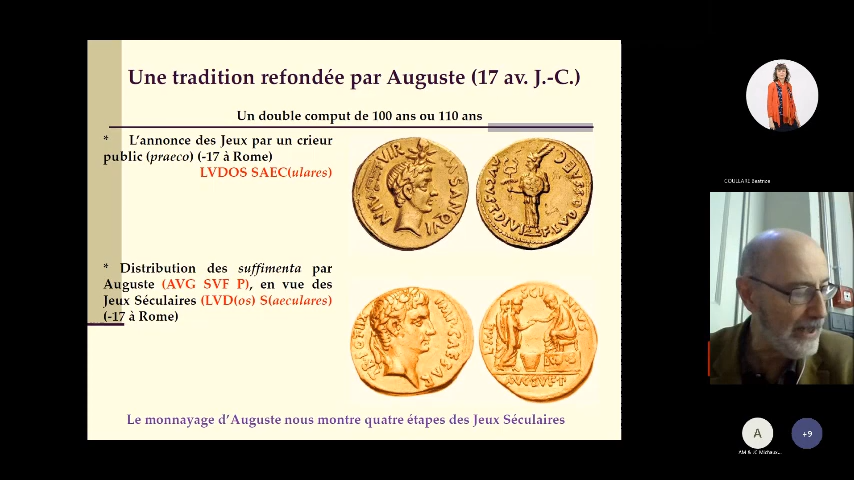 Une tradition refondée par Auguste (17 av. J.-C.)
Un double comput de 100 ans ou 110 ans
* L'annonce des Jeux par un crieur
public (praeco) (-17 à Rome)
LVDOS SAEC(ulares)
* Distribution des suffimenta par
Auguste (AVG SVF P), en vue des
Jeux Séculaires (LVD(os) S(aeculares)
(-17 à Rome)
AVG SVF P
Le monnayage d'Auguste nous montre quatre étapes des Jeux Séculaires
A
+9